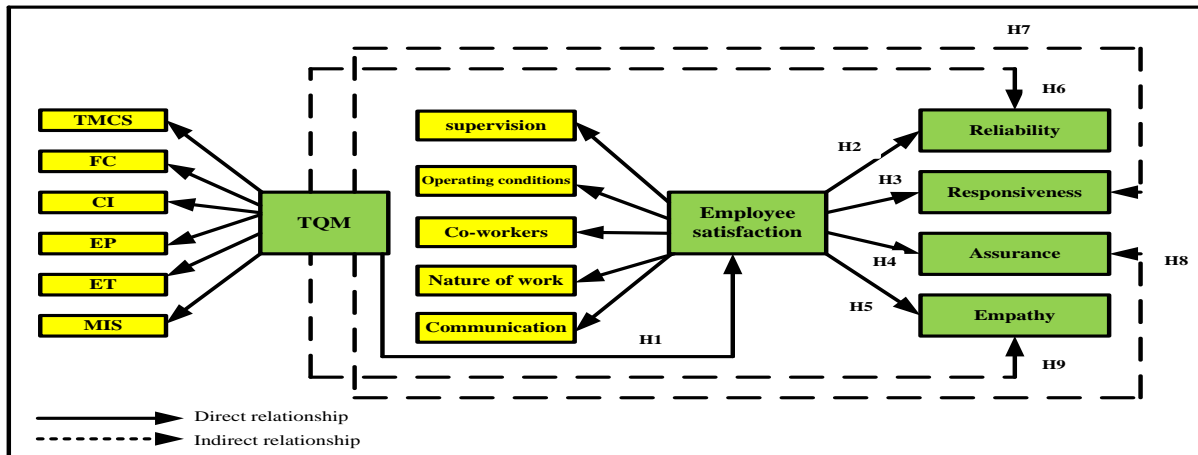 H7
H6
TMCS
FC
CI
EP
ET
MIS
TQM
supervision
Operating conditions
Co-workers
Nature of work
Communication
H1
Employee
satisfaction
H2
H3
H4
H5
Reliability
Responsiveness
Assurance
Empathy
H8
H9
Direct relationship
Indirect relationship